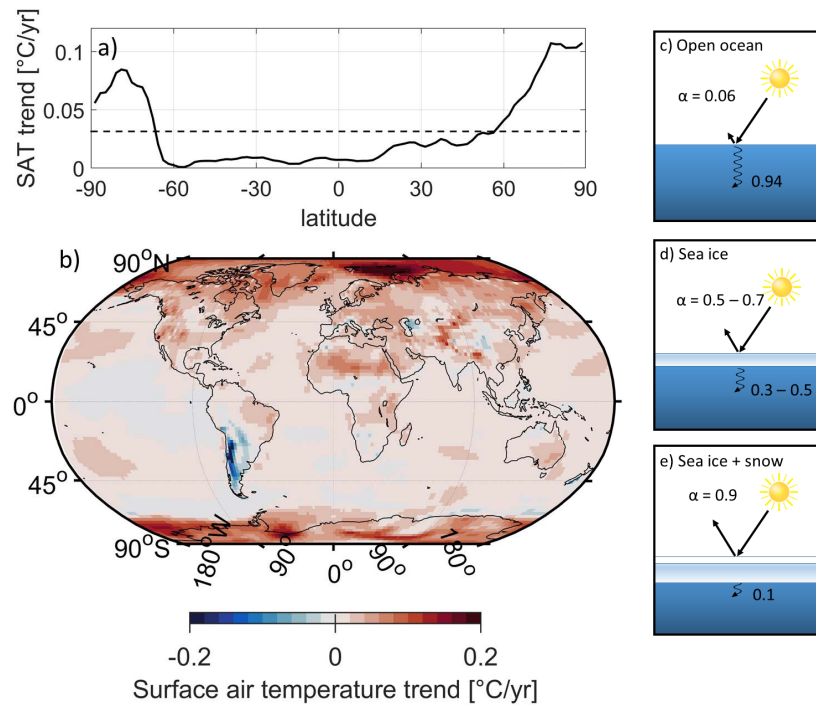 a)
SAT trend [°C/yr]
0.1
0.05
0
-90 -60 -30 0 30 60 90
latitude
b)
90°N
45°
0°
45°
90°S
180°W 90° 0° 90° 180°
-0.2 0 0.2
Surface air temperature trend [°C/yr]
c) Open ocean
α = 0.06
0.94
d) Sea ice
α = 0.5 – 0.7
0.3 – 0.5
e) Sea ice + snow
α = 0.9
0.1